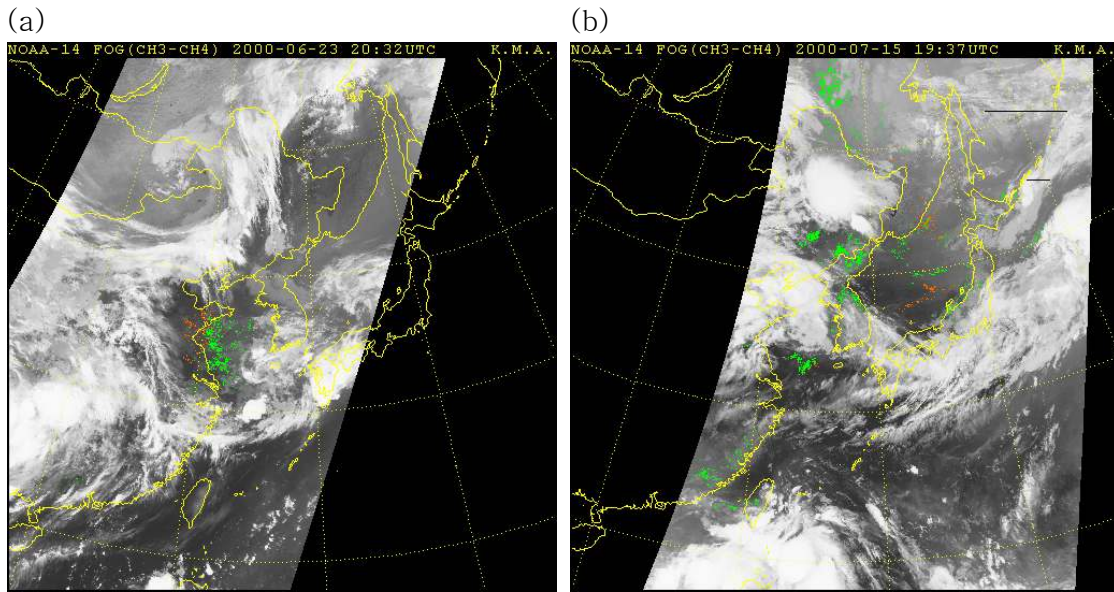 (a)
NOAA-14 FOG(CH3-CH4) 2000-06-23 20:32UTC K.M.A.
(b)
NOAA-14 FOG(CH3-CH4) 2000-07-15 19:37UTC K.M.A.